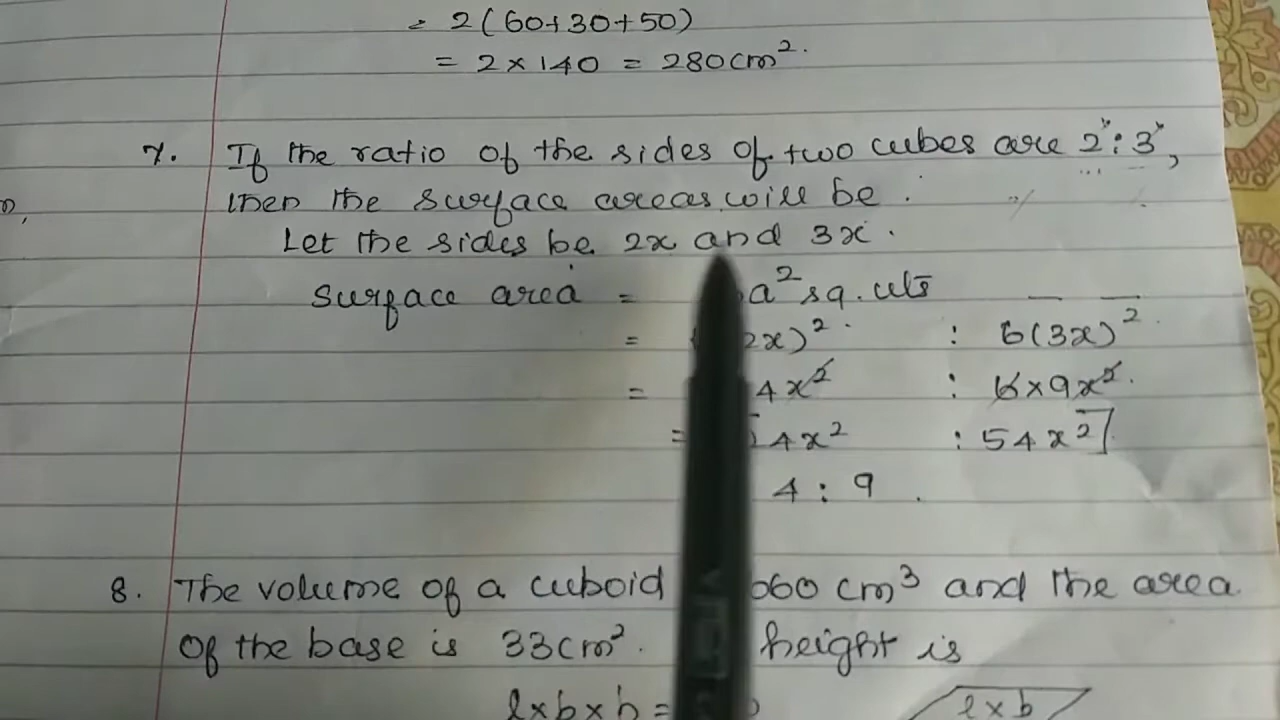 = 2(60+30+50)
= 2 × 140 = 280cm².
7. If the ratio of the sides of two cubes are 2:3,
then the surface areas will be.
Let the sides be 2x and 3x.
Surface area = a² sq. uts
= 2x)² : 6(3x)²
= 4x² : 6×9x².
= 4x² : 54x²
4 : 9.
8. The volume of a cuboid 660 cm³ and the area
of the base is 33cm². height is
l×b×h =
l×b